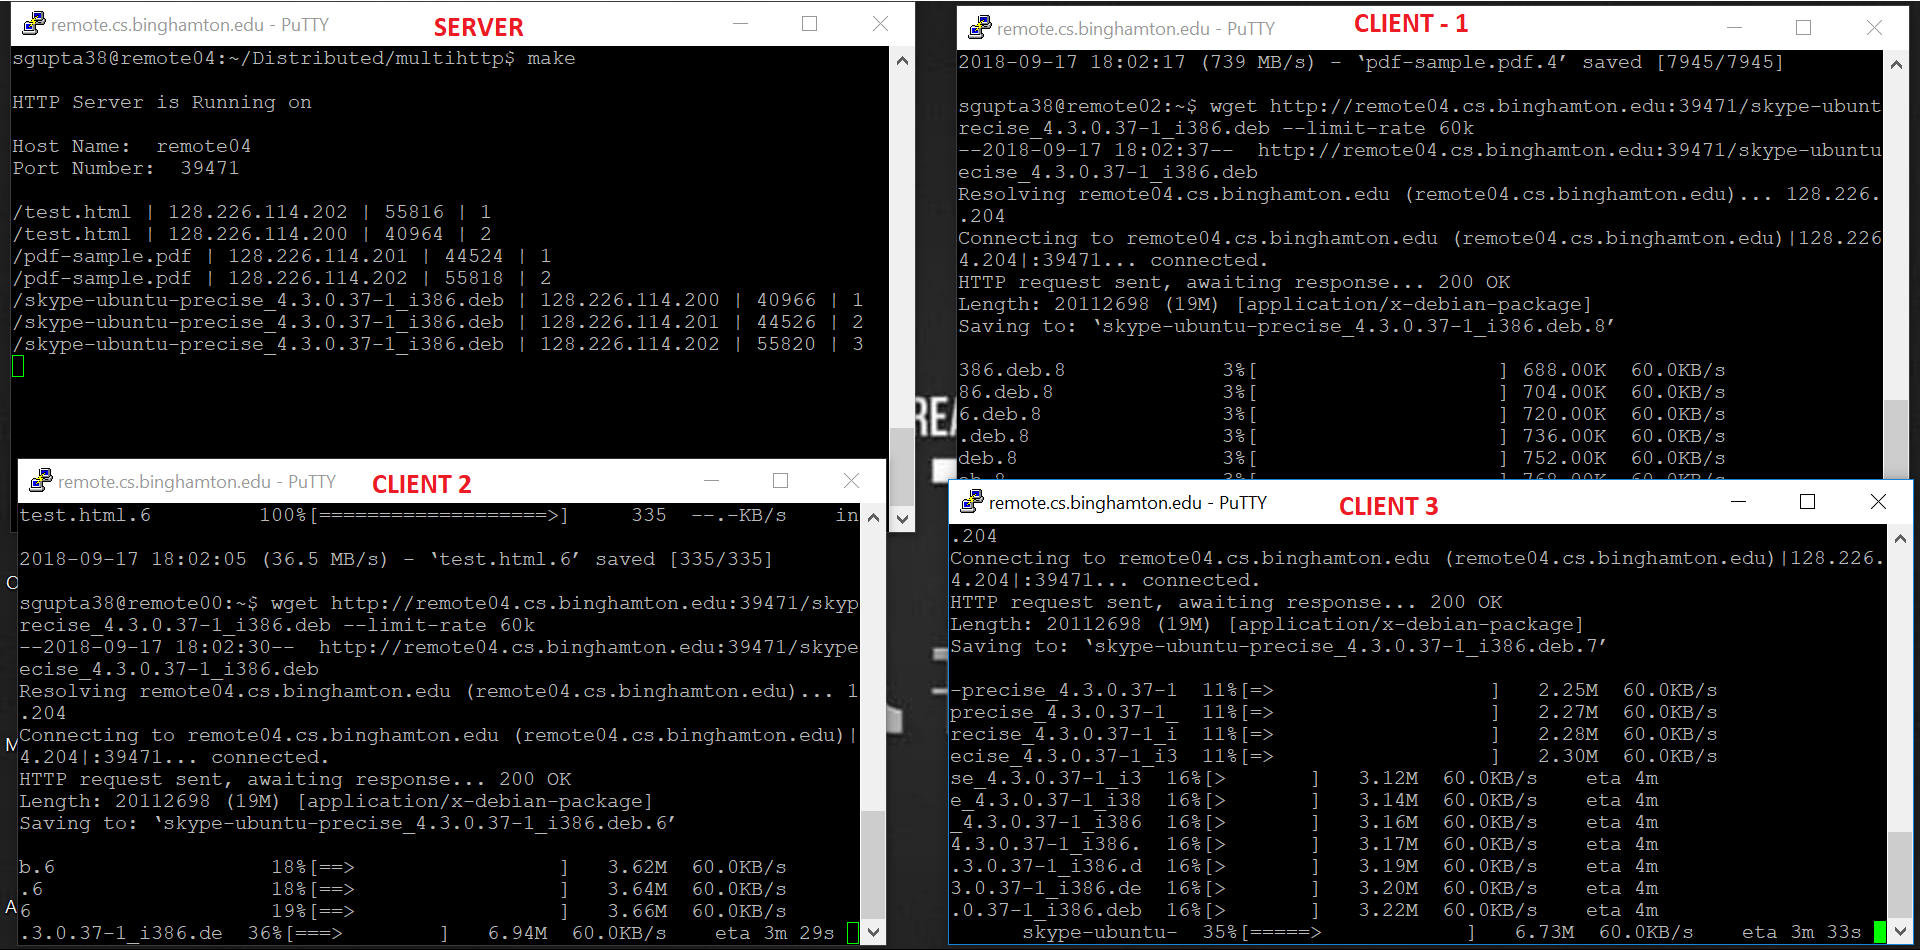 remote.cs.binghamton.edu - PuTTY
SERVER
sgupta38@remote04:~/Distributed/multihttp$ make
HTTP Server is Running on
Host Name:  remote04
Port Number:  39471
/test.html | 128.226.114.202 | 55816 | 1
/test.html | 128.226.114.200 | 40964 | 2
/pdf-sample.pdf | 128.226.114.201 | 44524 | 1
/pdf-sample.pdf | 128.226.114.202 | 55818 | 2
/skype-ubuntu-precise_4.3.0.37-1_i386.deb | 128.226.114.200 | 40966 | 1
/skype-ubuntu-precise_4.3.0.37-1_i386.deb | 128.226.114.201 | 44526 | 2
/skype-ubuntu-precise_4.3.0.37-1_i386.deb | 128.226.114.202 | 55820 | 3
remote.cs.binghamton.edu - PuTTY
CLIENT - 1
2018-09-17 18:02:17 (739 MB/s) - ‘pdf-sample.pdf.4’ saved [7945/7945]
sgupta38@remote02:~$ wget http://remote04.cs.binghamton.edu:39471/skype-ubunt
recise_4.3.0.37-1_i386.deb --limit-rate 60k
--2018-09-17 18:02:37--  http://remote04.cs.binghamton.edu:39471/skype-ubuntu
ecise_4.3.0.37-1_i386.deb
Resolving remote04.cs.binghamton.edu (remote04.cs.binghamton.edu)... 128.226.
.204
Connecting to remote04.cs.binghamton.edu (remote04.cs.binghamton.edu)|128.226
4.204|:39471... connected.
HTTP request sent, awaiting response... 200 OK
Length: 20112698 (19M) [application/x-debian-package]
Saving to: ‘skype-ubuntu-precise_4.3.0.37-1_i386.deb.8’
386.deb.8             3%[                    ] 688.00K  60.0KB/s
86.deb.8              3%[                    ] 704.00K  60.0KB/s
6.deb.8               3%[                    ] 720.00K  60.0KB/s
.deb.8                3%[                    ] 736.00K  60.0KB/s
deb.8                 3%[                    ] 752.00K  60.0KB/s
REA
remote.cs.binghamton.edu - PuTTY
CLIENT 2
test.html.6         100%[===================>]     335  --.-KB/s    in
2018-09-17 18:02:05 (36.5 MB/s) - ‘test.html.6’ saved [335/335]
sgupta38@remote00:~$ wget http://remote04.cs.binghamton.edu:39471/skyp
recise_4.3.0.37-1_i386.deb --limit-rate 60k
--2018-09-17 18:02:30--  http://remote04.cs.binghamton.edu:39471/skype
ecise_4.3.0.37-1_i386.deb
Resolving remote04.cs.binghamton.edu (remote04.cs.binghamton.edu)... 1
.204
Connecting to remote04.cs.binghamton.edu (remote04.cs.binghamton.edu)|
4.204|:39471... connected.
HTTP request sent, awaiting response... 200 OK
Length: 20112698 (19M) [application/x-debian-package]
Saving to: ‘skype-ubuntu-precise_4.3.0.37-1_i386.deb.6’
b.6                  18%[==>                 ]   3.62M  60.0KB/s
.6                   18%[==>                 ]   3.64M  60.0KB/s
6                    19%[==>                 ]   3.66M  60.0KB/s
.3.0.37-1_i386.de  36%[===>        ]   6.94M  60.0KB/s    eta 3m 29s
remote.cs.binghamton.edu - PuTTY
CLIENT 3
.204
Connecting to remote04.cs.binghamton.edu (remote04.cs.binghamton.edu)|128.226.
4.204|:39471... connected.
HTTP request sent, awaiting response... 200 OK
Length: 20112698 (19M) [application/x-debian-package]
Saving to: ‘skype-ubuntu-precise_4.3.0.37-1_i386.deb.7’
-precise_4.3.0.37-1  11%[=>                  ]   2.25M  60.0KB/s
precise_4.3.0.37-1_  11%[=>                  ]   2.27M  60.0KB/s
recise_4.3.0.37-1_i  11%[=>                  ]   2.28M  60.0KB/s
ecise_4.3.0.37-1_i3  11%[=>                  ]   2.30M  60.0KB/s
se_4.3.0.37-1_i3  16%[>       ]   3.12M  60.0KB/s    eta 4m
e_4.3.0.37-1_i38  16%[>       ]   3.14M  60.0KB/s    eta 4m
_4.3.0.37-1_i386  16%[>       ]   3.16M  60.0KB/s    eta 4m
4.3.0.37-1_i386.  16%[>       ]   3.17M  60.0KB/s    eta 4m
.3.0.37-1_i386.d  16%[>       ]   3.19M  60.0KB/s    eta 4m
3.0.37-1_i386.de  16%[>       ]   3.20M  60.0KB/s    eta 4m
.0.37-1_i386.deb  16%[>       ]   3.22M  60.0KB/s    eta 4m
skype-ubuntu-  35%[=====>            ]   6.73M  60.0KB/s    eta 3m 33s